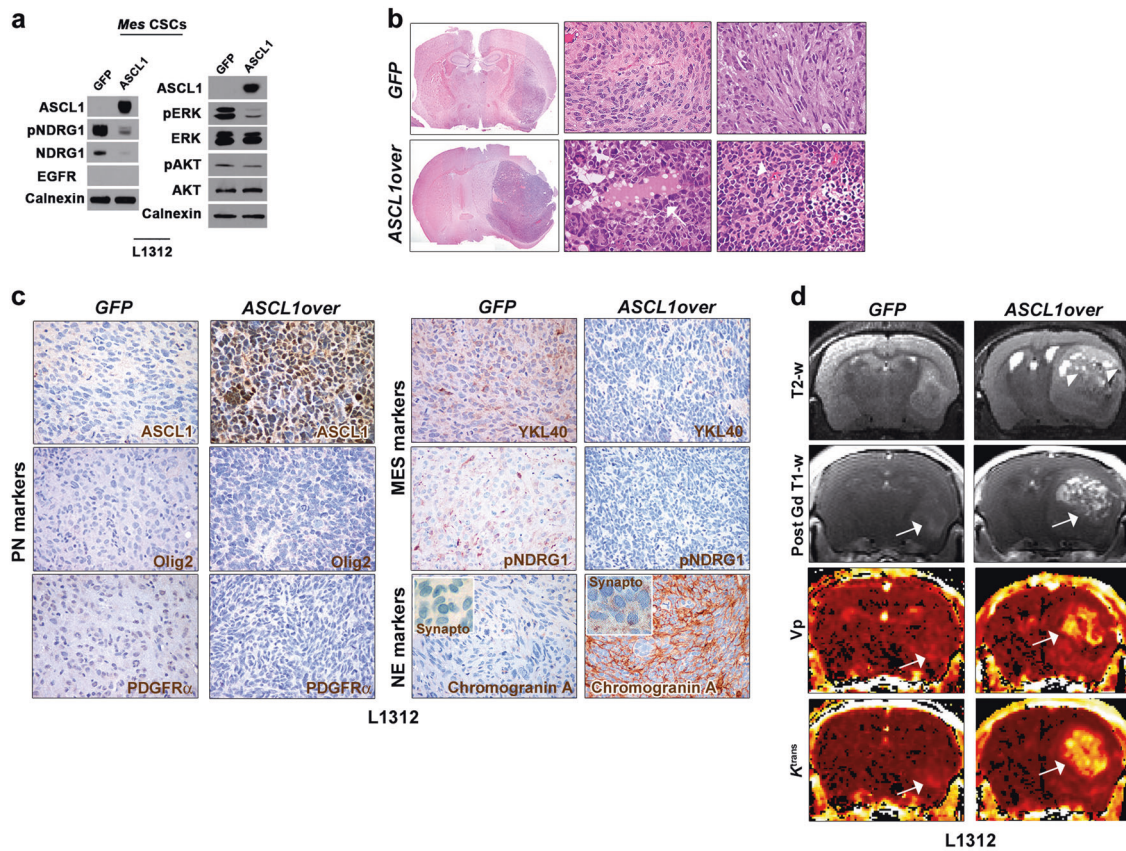 a
Mes CSCs
GFP
ASCL1
ASCL1
pNDRG1
NDRG1
EGFR
Calnexin
GFP
ASCL1
ASCL1
pERK
ERK
pAKT
AKT
Calnexin
L1312
b
GFP
ASCL1over
c
GFP
ASCL1over
GFP
ASCL1over
PN markers
ASCL1
ASCL1
Olig2
Olig2
PDGFRα
PDGFRα
MES markers
YKL40
YKL40
pNDRG1
pNDRG1
NE markers
Synapto
Chromogranin A
Synapto
Chromogranin A
L1312
d
GFP
ASCL1over
T2-w
Post Gd T1-w
Vp
Ktrans
L1312